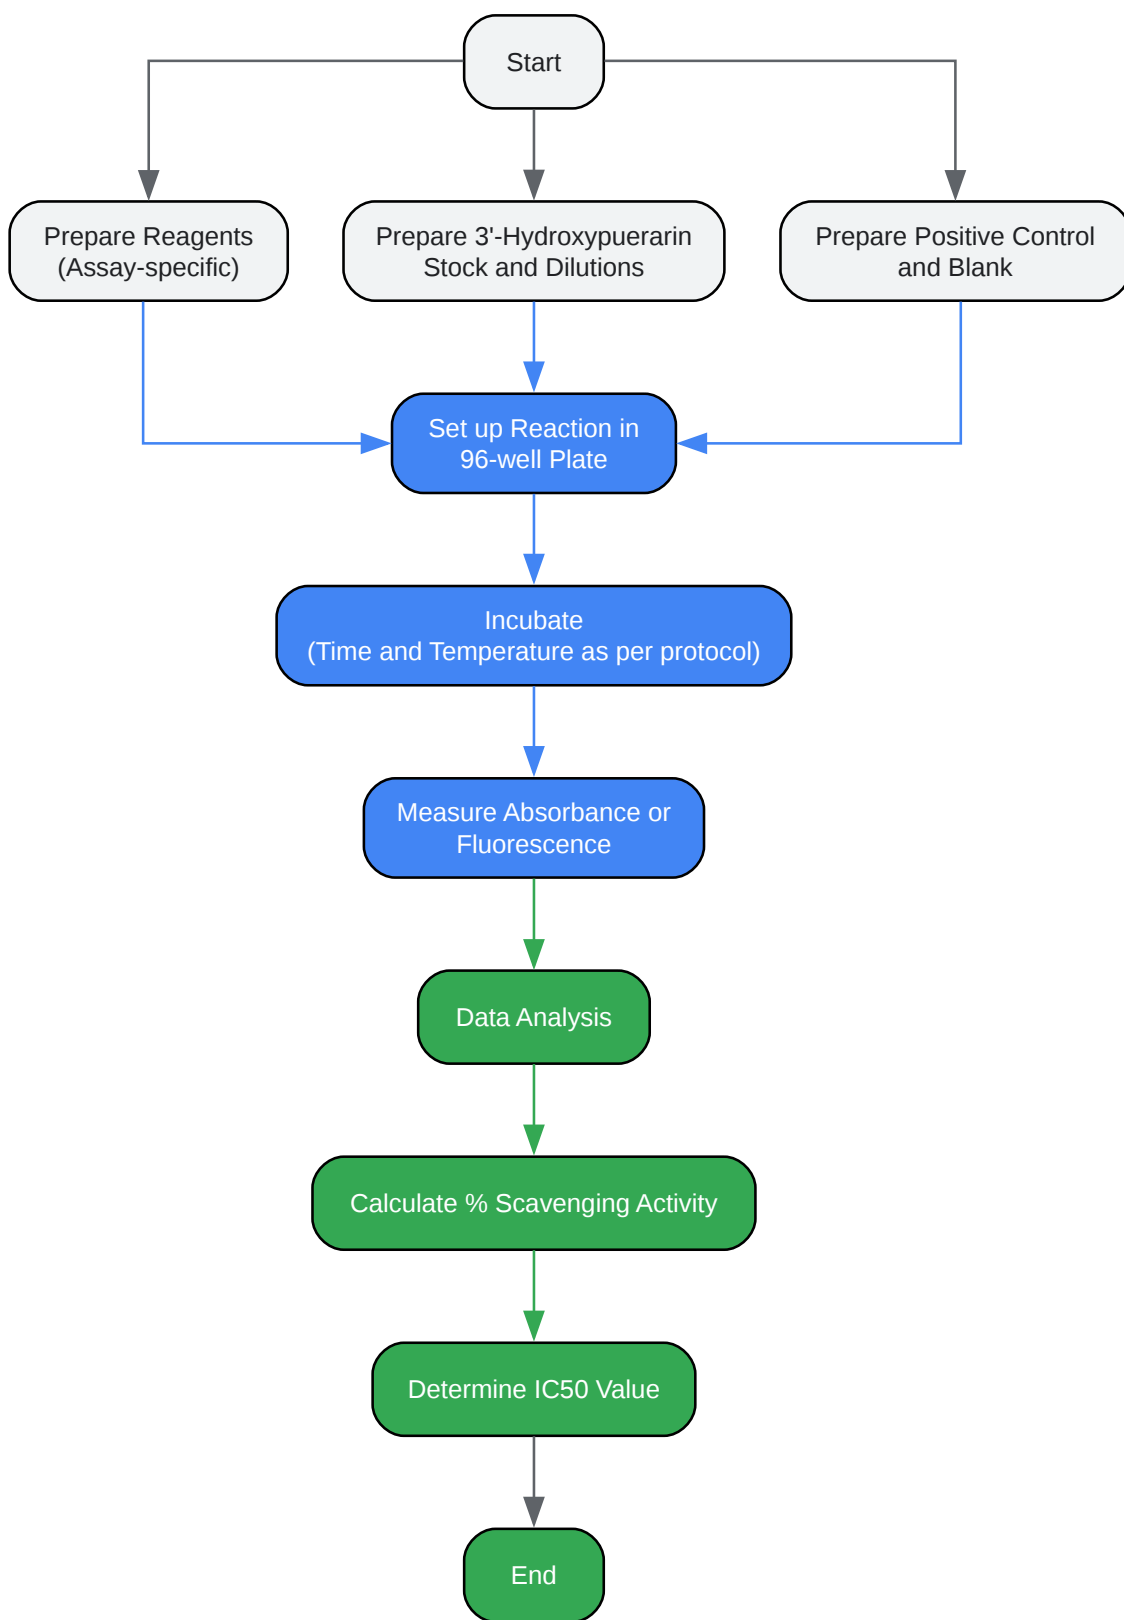 Start
Prepare Reagents
(Assay-specific)
Prepare 3'-Hydroxypuerarin
Stock and Dilutions
Prepare Positive Control
and Blank
Set up Reaction in
96-well Plate
Incubate
(Time and Temperature as per protocol)
Measure Absorbance or
Fluorescence
Data Analysis
Calculate % Scavenging Activity
Determine IC50 Value
End